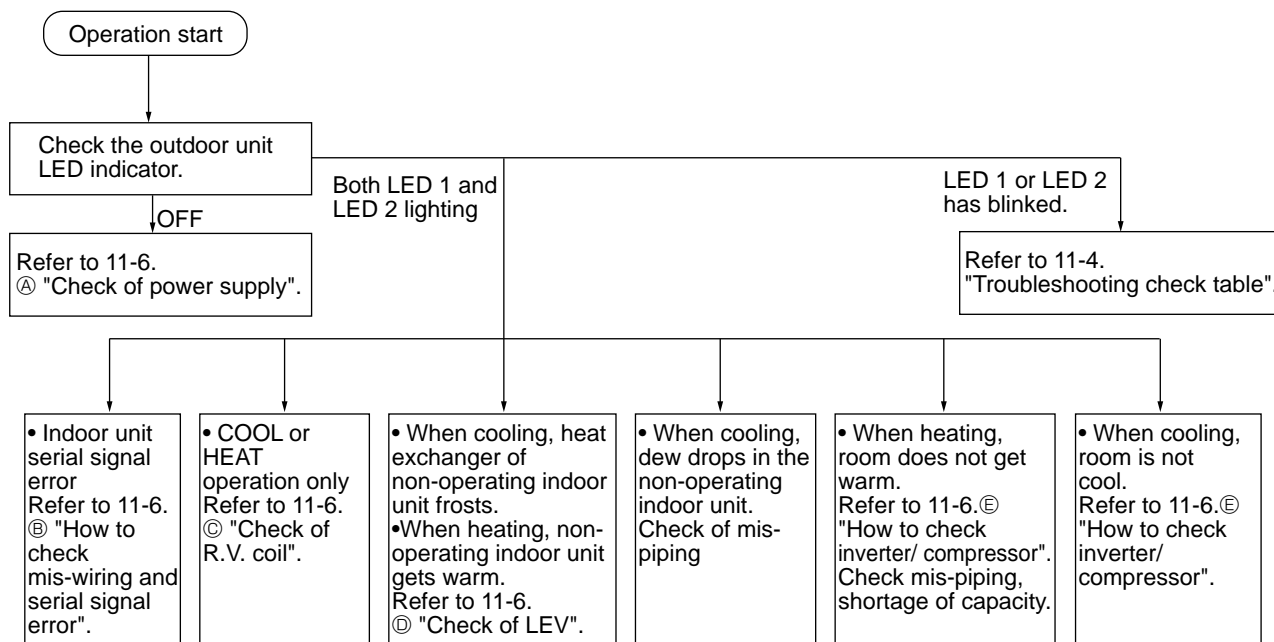 Operation start
Check the outdoor unit
LED indicator.
OFF
Both LED 1 and
LED 2 lighting
LED 1 or LED 2
has blinked.
Refer to 11-6.
Ⓐ "Check of power supply".
Refer to 11-4.
"Troubleshooting check table".
• Indoor unit
serial signal
error
Refer to 11-6.
Ⓑ "How to
check
mis-wiring and
serial signal
error".
• COOL or
HEAT
operation only
Refer to 11-6.
Ⓒ "Check of
R.V. coil".
• When cooling, heat
exchanger of
non-operating indoor
unit frosts.
•When heating, non-
operating indoor unit
gets warm.
Refer to 11-6.
Ⓓ "Check of LEV".
• When cooling,
dew drops in the
non-operating
indoor unit.
Check of mis-
piping
• When heating,
room does not get
warm.
Refer to 11-6.Ⓔ
"How to check
inverter/ compressor".
Check mis-piping,
shortage of capacity.
• When cooling,
room is not
cool.
Refer to 11-6.Ⓔ
"How to check
inverter/
compressor".